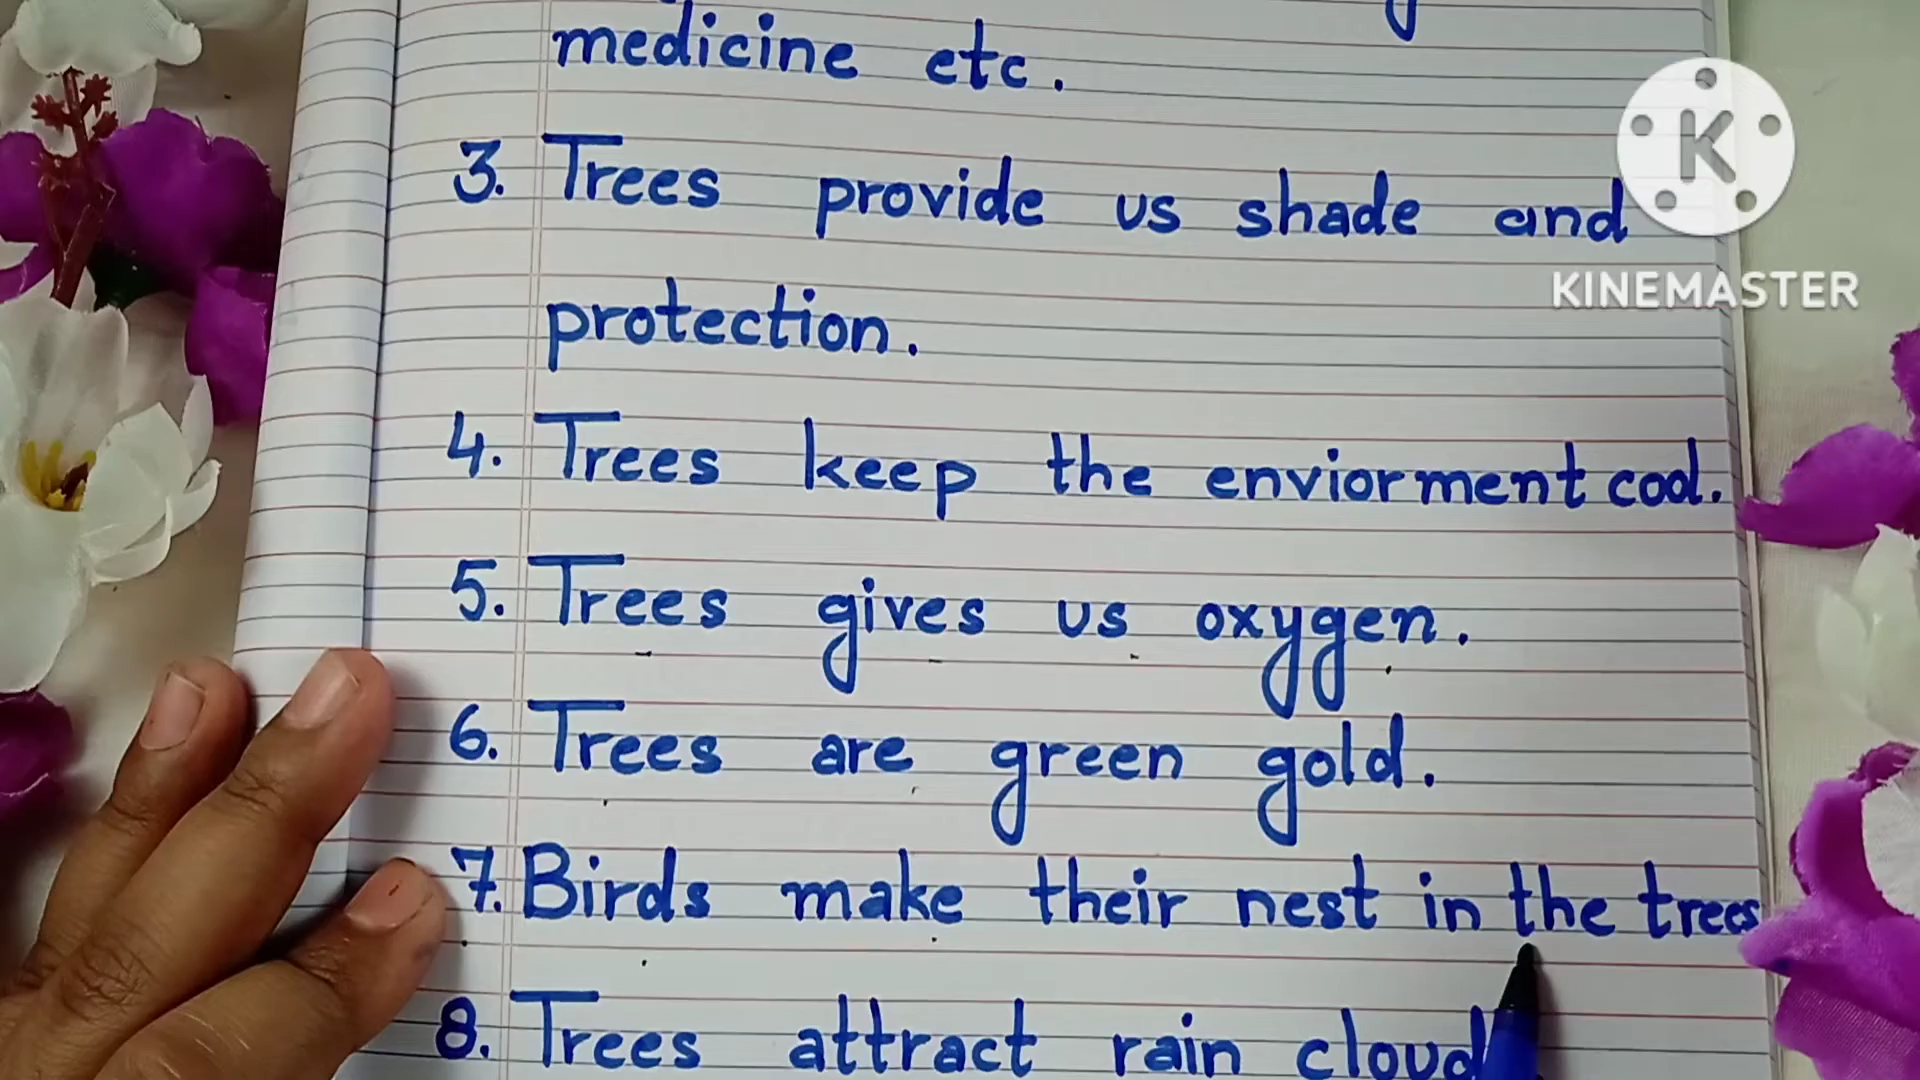 medicine etc.
3. Trees provide us shade and
protection.
4. Trees keep the enviorment cool.
5. Trees gives us oxygen.
6. Trees are green gold.
7. Birds make their nest in the trees
8. Trees attract rain cloud
K
KINEMASTER